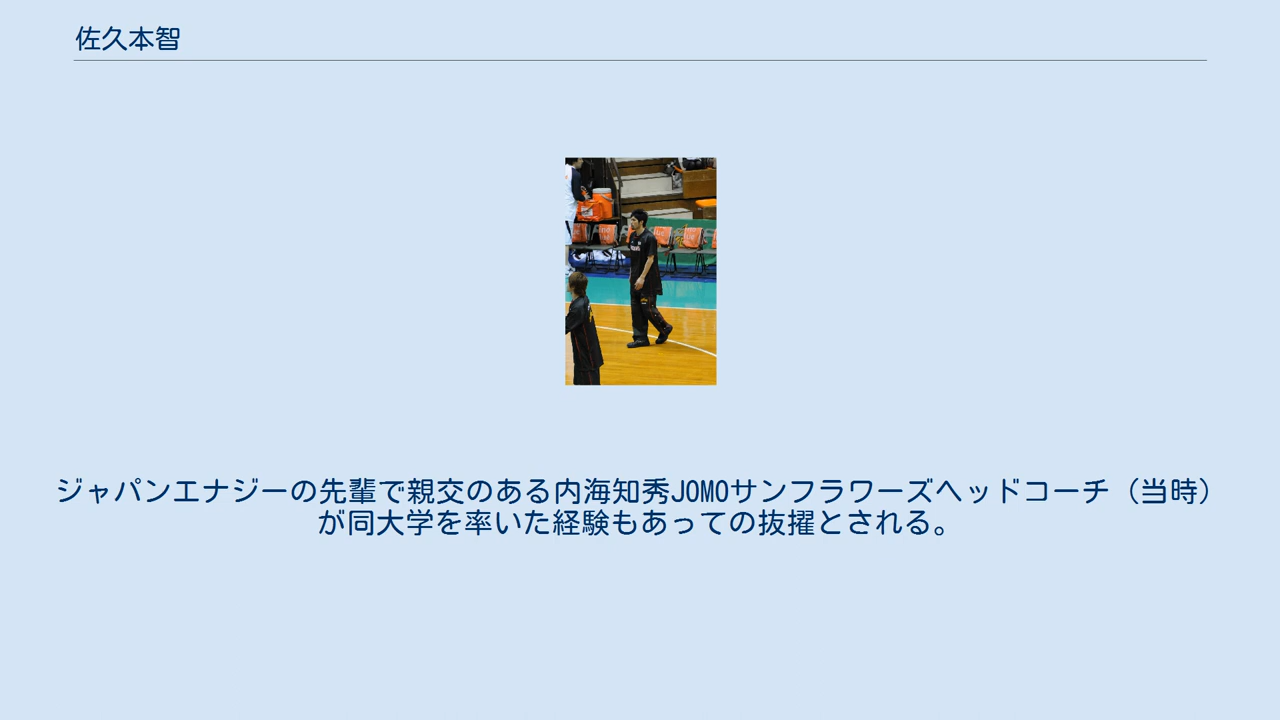 佐久本智
ジャパンエナジーの先輩で親交のある内海知秀JOMOサンフラワーズヘッドコーチ（当時）
が同大学を率いた経験もあっての抜擢とされる。